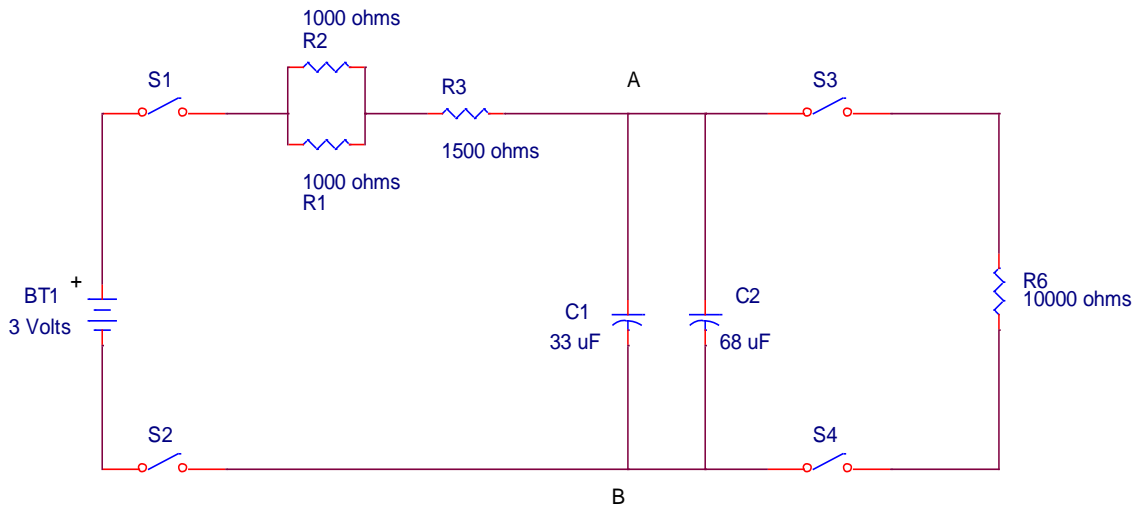 1000 ohms
R2
S1
R3
A
S3
1500 ohms
1000 ohms
R1
+
BT1
3 Volts
C1
33 uF
C2
68 uF
R6
10000 ohms
S2
S4
B